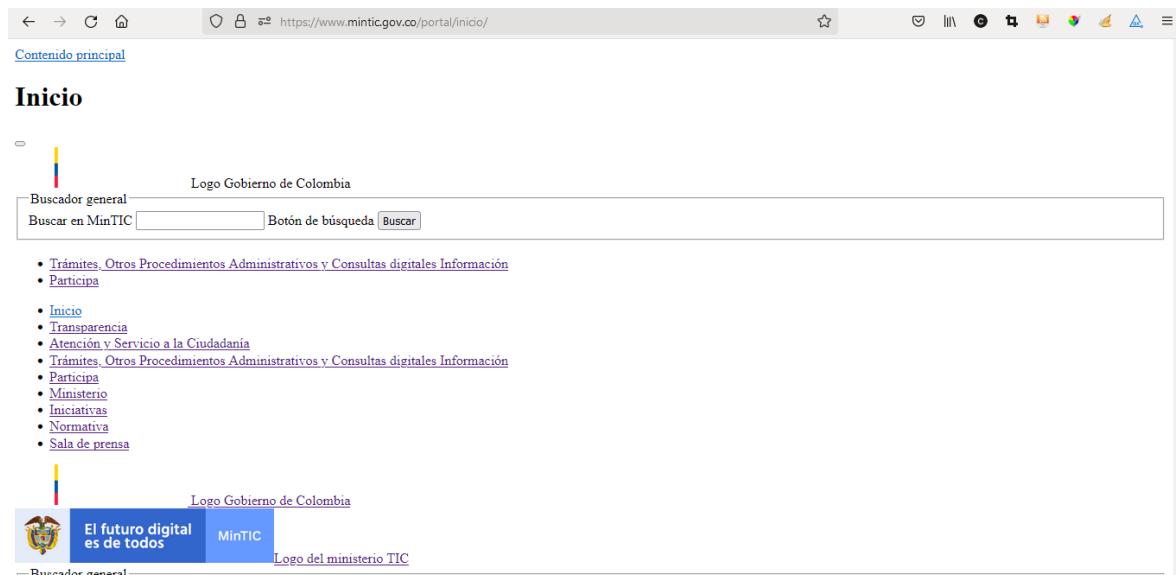 https://www.mintic.gov.co/portal/inicio/
Contenido principal
Inicio
Logo Gobierno de Colombia
Buscador general
Buscar en MinTIC Botón de búsqueda Buscar
Trámites, Otros Procedimientos Administrativos y Consultas digitales Información
Participa
Inicio
Transparencia
Atención y Servicio a la Ciudadanía
Trámites, Otros Procedimientos Administrativos y Consultas digitales Información
Participa
Ministerio
Iniciativas
Normativa
Sala de prensa
Logo Gobierno de Colombia
El futuro digital
es de todos
MinTIC
Logo del ministerio TIC
Buscador general